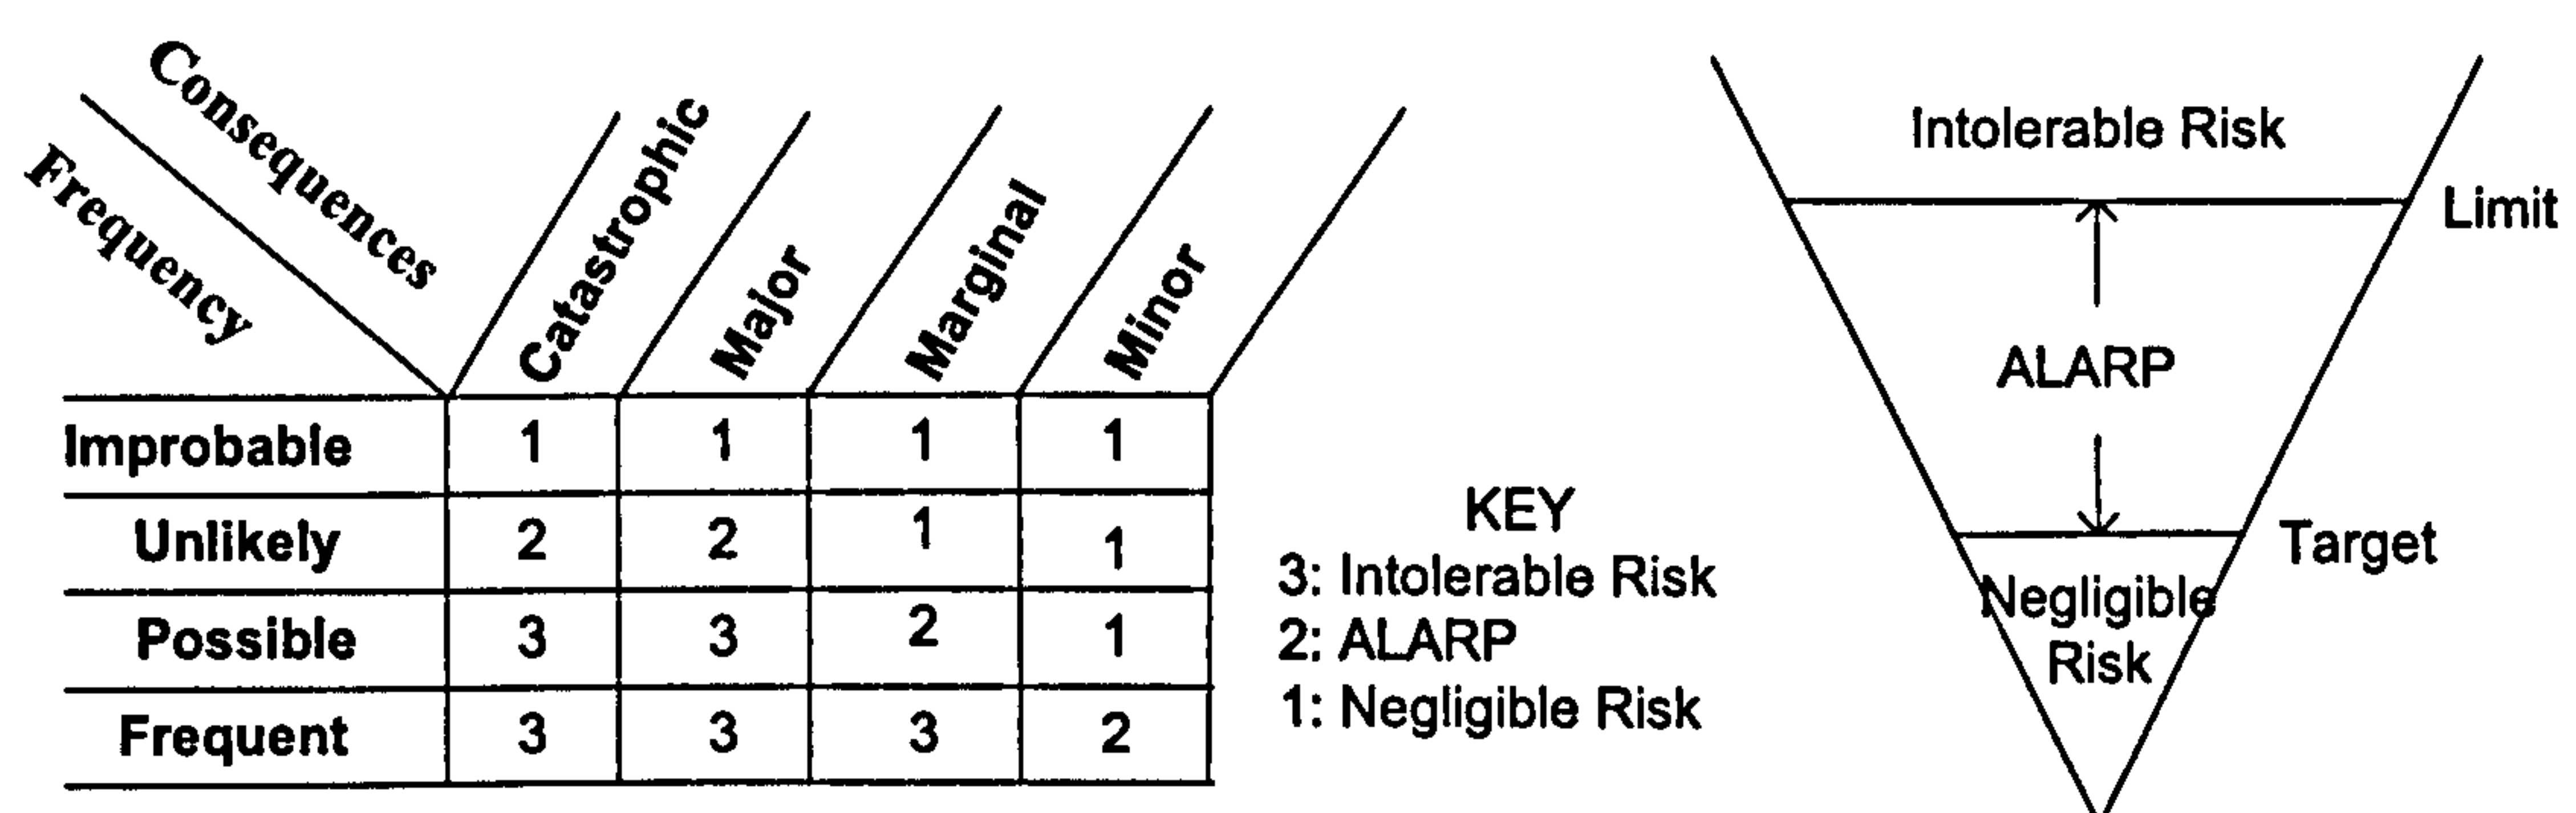 Consequences
Frequency
Catastrophic
Major
Marginal
Minor
Improbable 1 1 1 1
Unlikely 2 2 1 1
Possible 3 3 2 1
Frequent 3 3 3 2
KEY
3: Intolerable Risk
2: ALARP
1: Negligible Risk
Intolerable Risk
Limit
ALARP
Target
Negligible
Risk